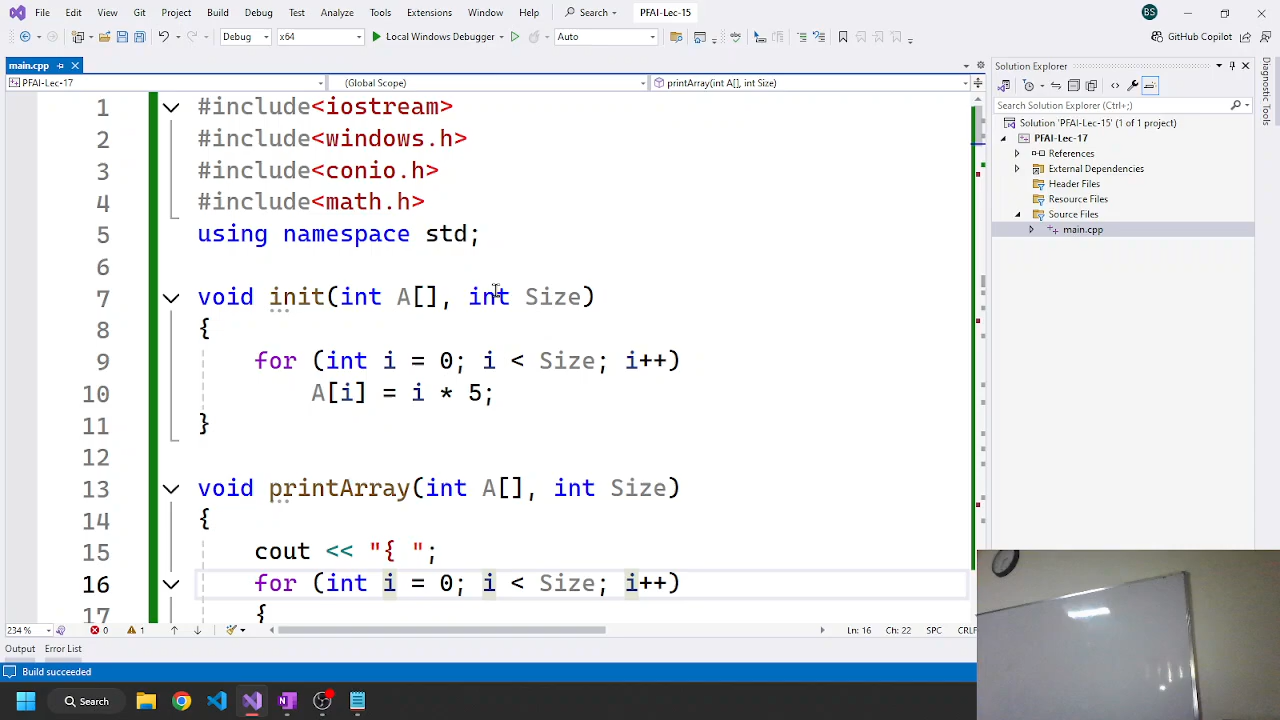 File Edit View Git Project Build Debug Test Analyze Tools Extensions Window Help Search PFAI-Lec-15 BS
Debug x64 Local Windows Debugger Auto GitHub Copilot
main.cpp
PFAI-Lec-17 (Global Scope) printArray(int A[], int Size)
1 #include<iostream>
2 #include<windows.h>
3 #include<conio.h>
4 #include<math.h>
5 using namespace std;
6
7 void init(int A[], int Size)
8 {
9 for (int i = 0; i < Size; i++)
10 A[i] = i * 5;
11 }
12
13 void printArray(int A[], int Size)
14 {
15 cout << "{ ";
16 for (int i = 0; i < Size; i++)
17 {
234 % 0 1 Ln: 16 Ch: 22 SPC CRLF
Output Error List
Build succeeded
Search
Solution Explorer
Search Solution Explorer (Ctrl+;)
Solution 'PFAI-Lec-15' (1 of 1 project)
PFAI-Lec-17
References
External Dependencies
Header Files
Resource Files
Source Files
main.cpp
Diagnostic Tools